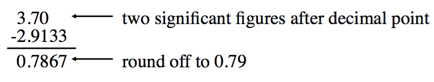 3.70 two significant figures after decimal point
-2.9133
0.7867 round off to 0.79